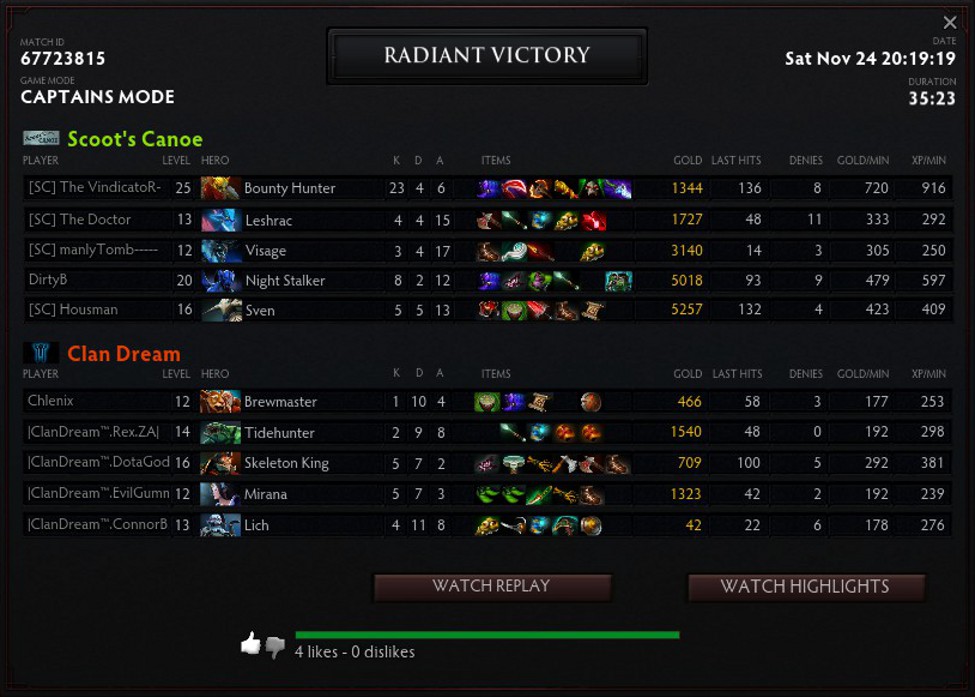 MATCH ID
67723815
GAME MODE
CAPTAINS MODE
RADIANT VICTORY
DATE
Sat Nov 24 20:19:19
DURATION
35:23
Scoot's Canoe
PLAYER LEVEL HERO K D A ITEMS GOLD LAST HITS DENIES GOLD/MIN XP/MIN
[SC] The VindicatoR- 25 Bounty Hunter 23 4 6 1344 136 8 720 916
[SC] The Doctor 13 Leshrac 4 4 15 1727 48 11 333 292
[SC] manlyTomb----- 12 Visage 3 4 17 3140 14 3 305 250
DirtyB 20 Night Stalker 8 2 12 5018 93 9 479 597
[SC] Housman 16 Sven 5 5 13 5257 132 4 423 409
Clan Dream
PLAYER LEVEL HERO K D A ITEMS GOLD LAST HITS DENIES GOLD/MIN XP/MIN
Chlenix 12 Brewmaster 1 10 4 466 58 3 177 253
|ClanDream™.Rex.ZA| 14 Tidehunter 2 9 8 1540 48 0 192 298
|ClanDream™.DotaGod 16 Skeleton King 5 7 2 709 100 5 292 381
|ClanDream™.EvilGumm 12 Mirana 5 7 3 1323 42 2 192 239
|ClanDream™.ConnorB 13 Lich 4 11 8 42 22 6 178 276
WATCH REPLAY
WATCH HIGHLIGHTS
4 likes - 0 dislikes